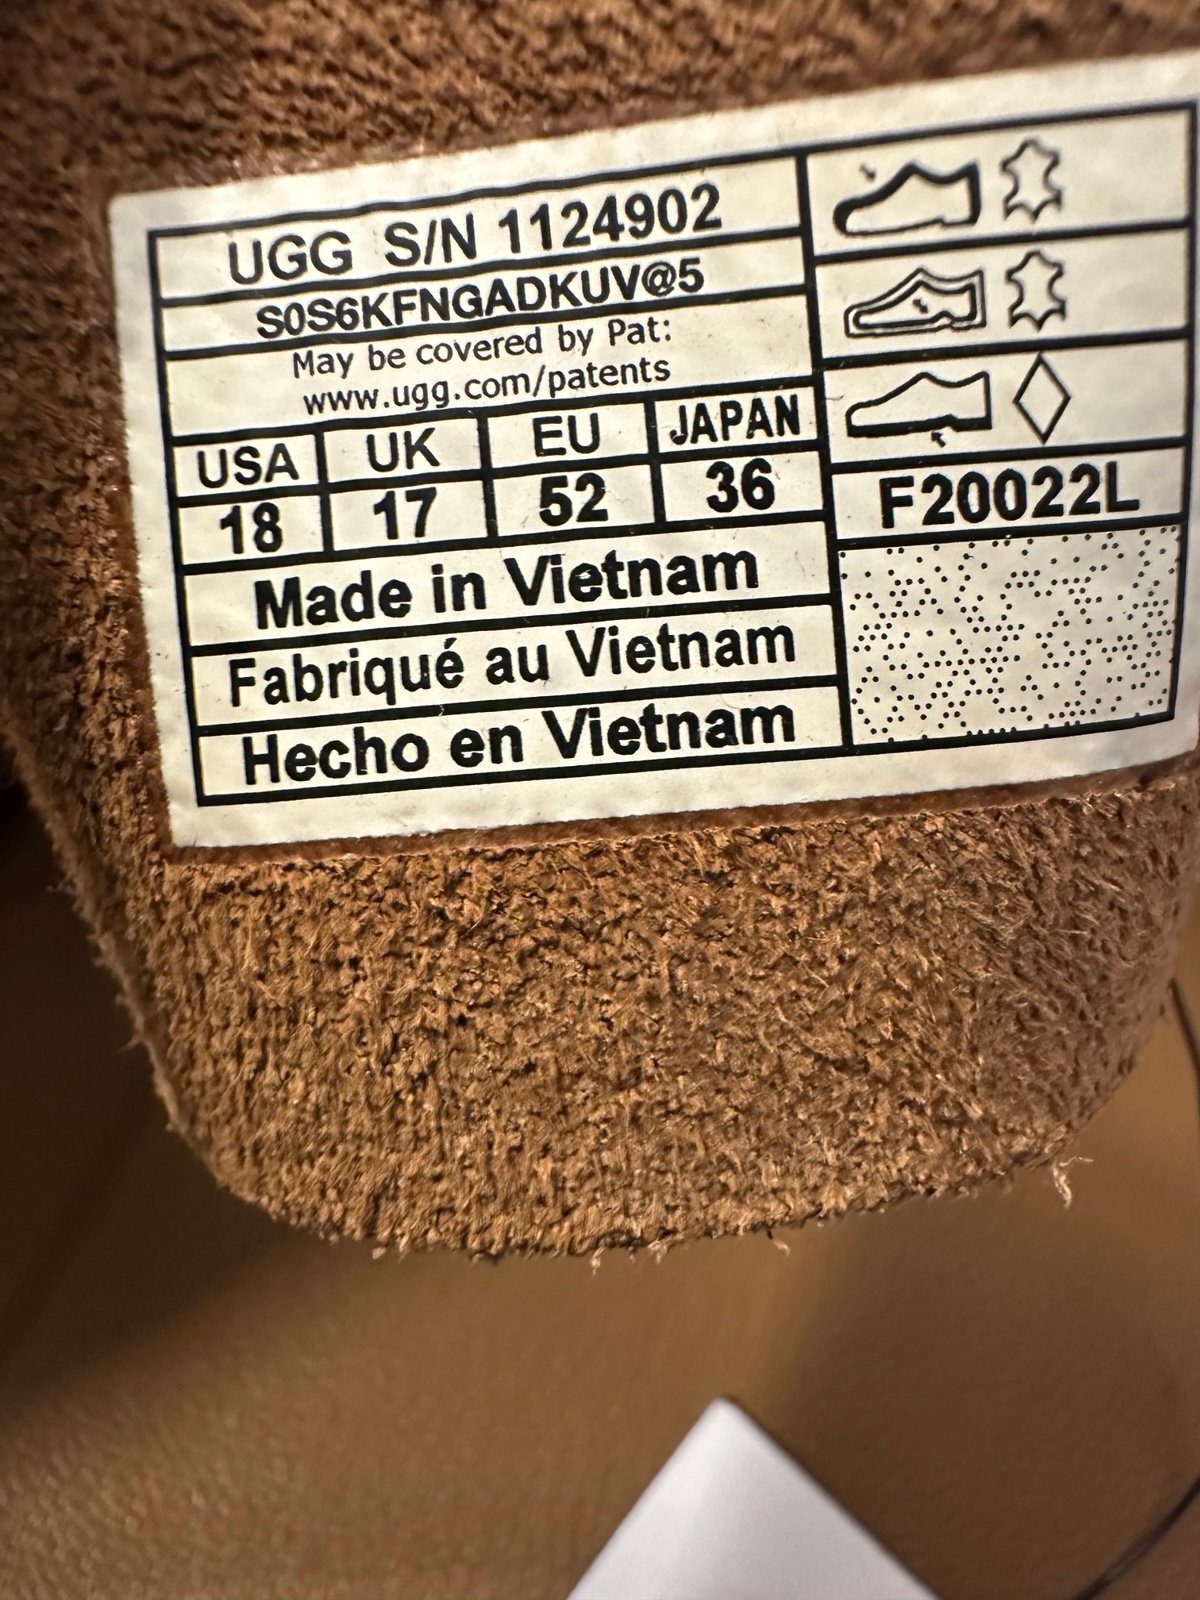 UGG S/N 1124902
S0S6KFNGADKUV@5
May be covered by Pat:
www.ugg.com/patents
USA UK EU JAPAN
18 17 52 36
Made in Vietnam
Fabriqué au Vietnam
Hecho en Vietnam
F20022L